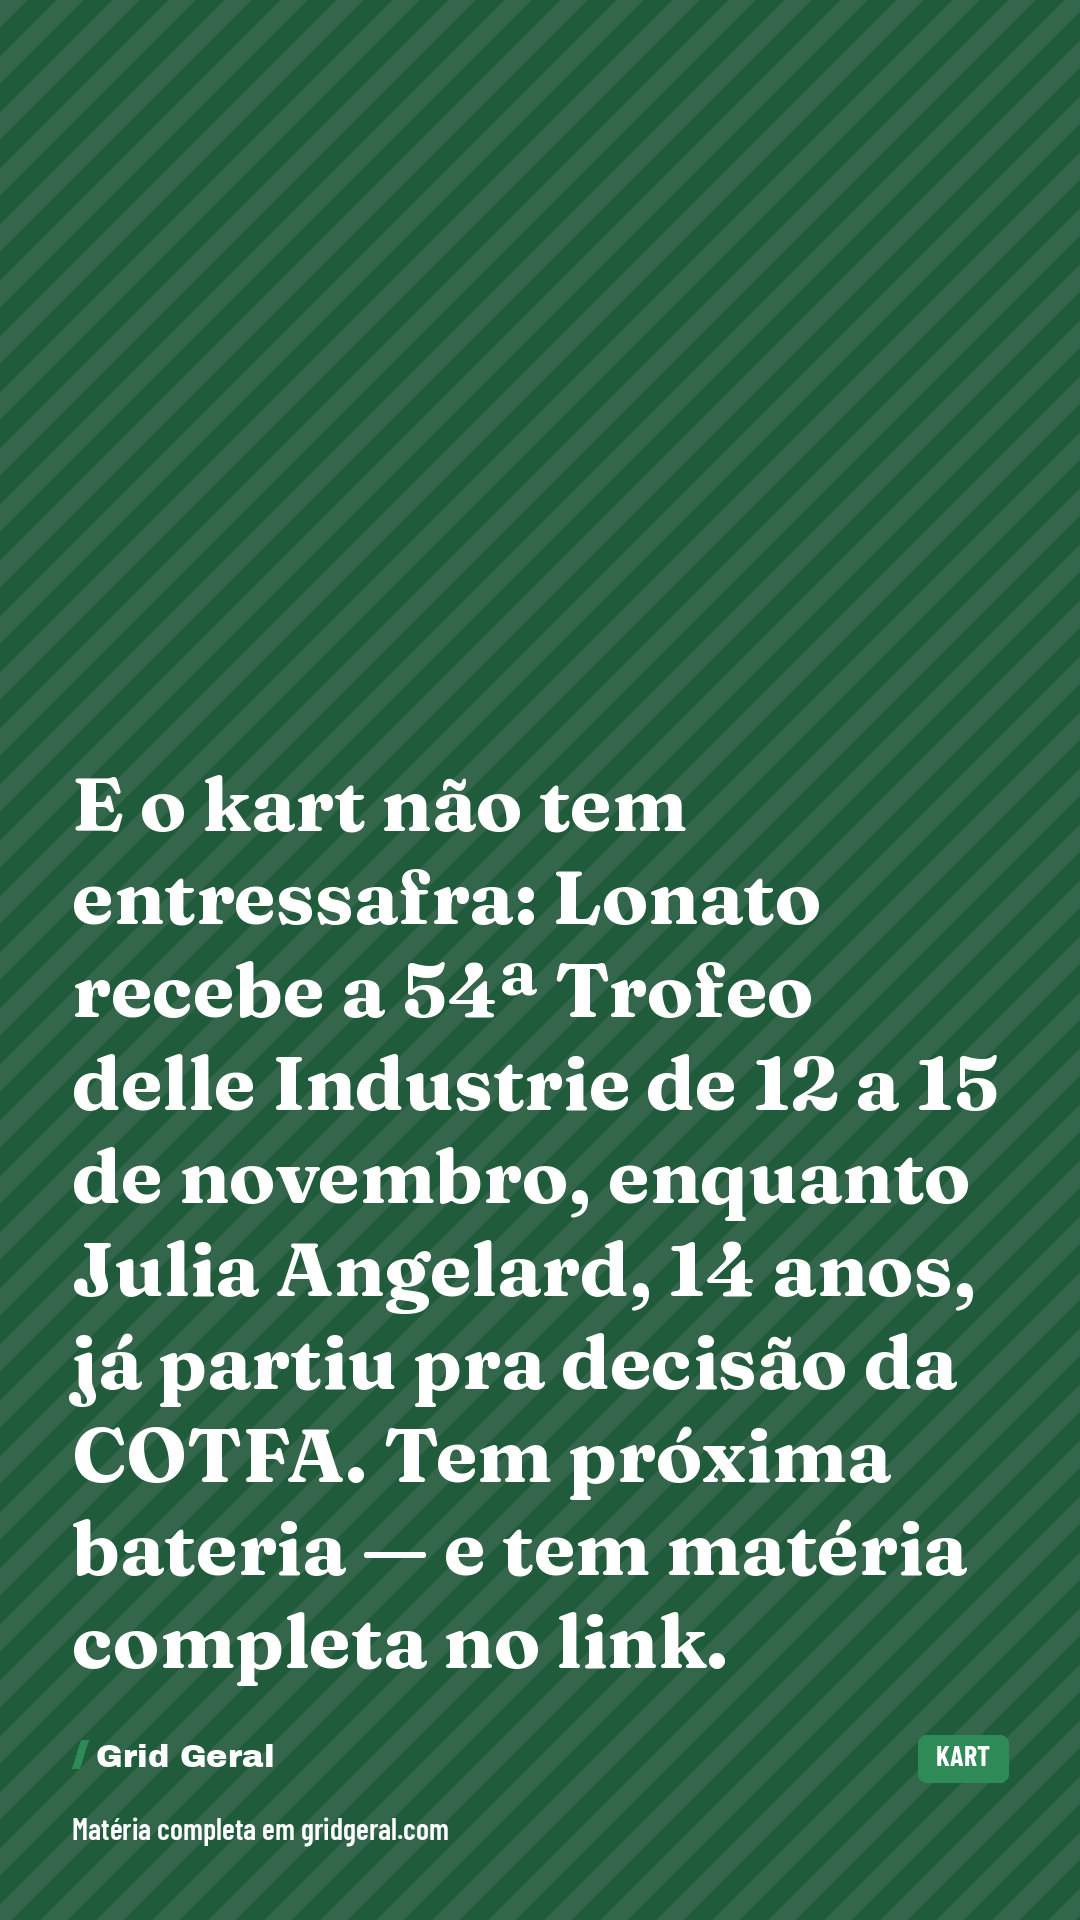 E o kart não tem
entressafra: Lonato
recebe a 54ª Trofeo
delle Industrie de 12 a 15
de novembro, enquanto
Julia Angelard, 14 anos,
já partiu pra decisão da
COTFA. Tem próxima
bateria — e tem matéria
completa no link.
/ Grid Geral
KART
Matéria completa em gridgeral.com